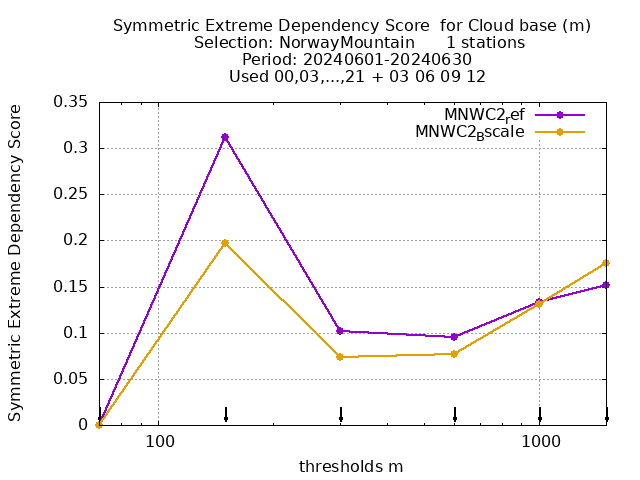 Symmetric Extreme Dependency Score  for Cloud base (m)
Selection: NorwayMountain      1 stations
Period: 20240601-20240630
Used 00,03,...,21 + 03 06 09 12
Symmetric Extreme Dependency Score
0.35
0.3
0.25
0.2
0.15
0.1
0.05
0
MNWC2ref
MNWC2Bscale
100
1000
thresholds m